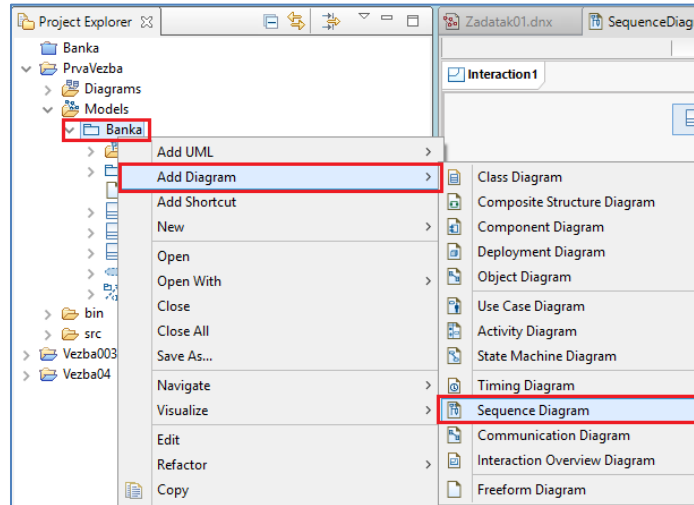 Project Explorer
Banka
PrvaVezba
Diagrams
Models
Banka
bin
src
Vezba003
Vezba04
Add UML
Add Diagram
Add Shortcut
New
Open
Open With
Close
Close All
Save As...
Navigate
Visualize
Edit
Refactor
Copy
Zadatak01.dnx
SequenceDiag
Interaction1
Class Diagram
Composite Structure Diagram
Component Diagram
Deployment Diagram
Object Diagram
Use Case Diagram
Activity Diagram
State Machine Diagram
Timing Diagram
Sequence Diagram
Communication Diagram
Interaction Overview Diagram
Freeform Diagram